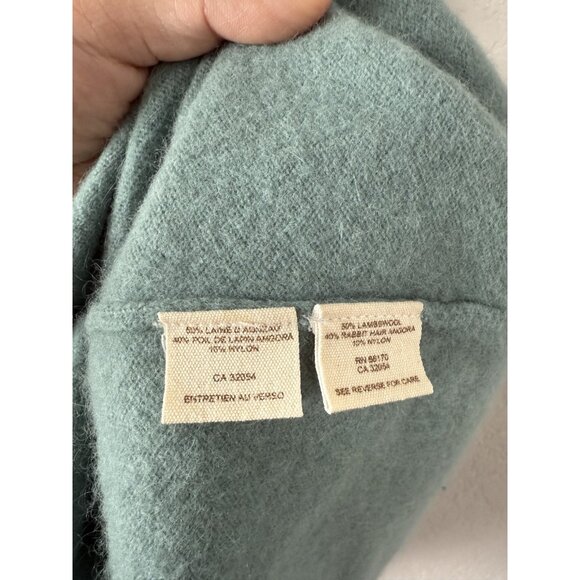 50% LAINE D'AGNEAU
40% POIL DE LAPIN ANGORA
10% NYLON
CA 32054
ENTRETIEN AU VERSO
50% LAMBSWOOL
40% RABBIT HAIR ANGORA
10% NYLON
RN 66170
CA 32054
SEE REVERSE FOR CARE